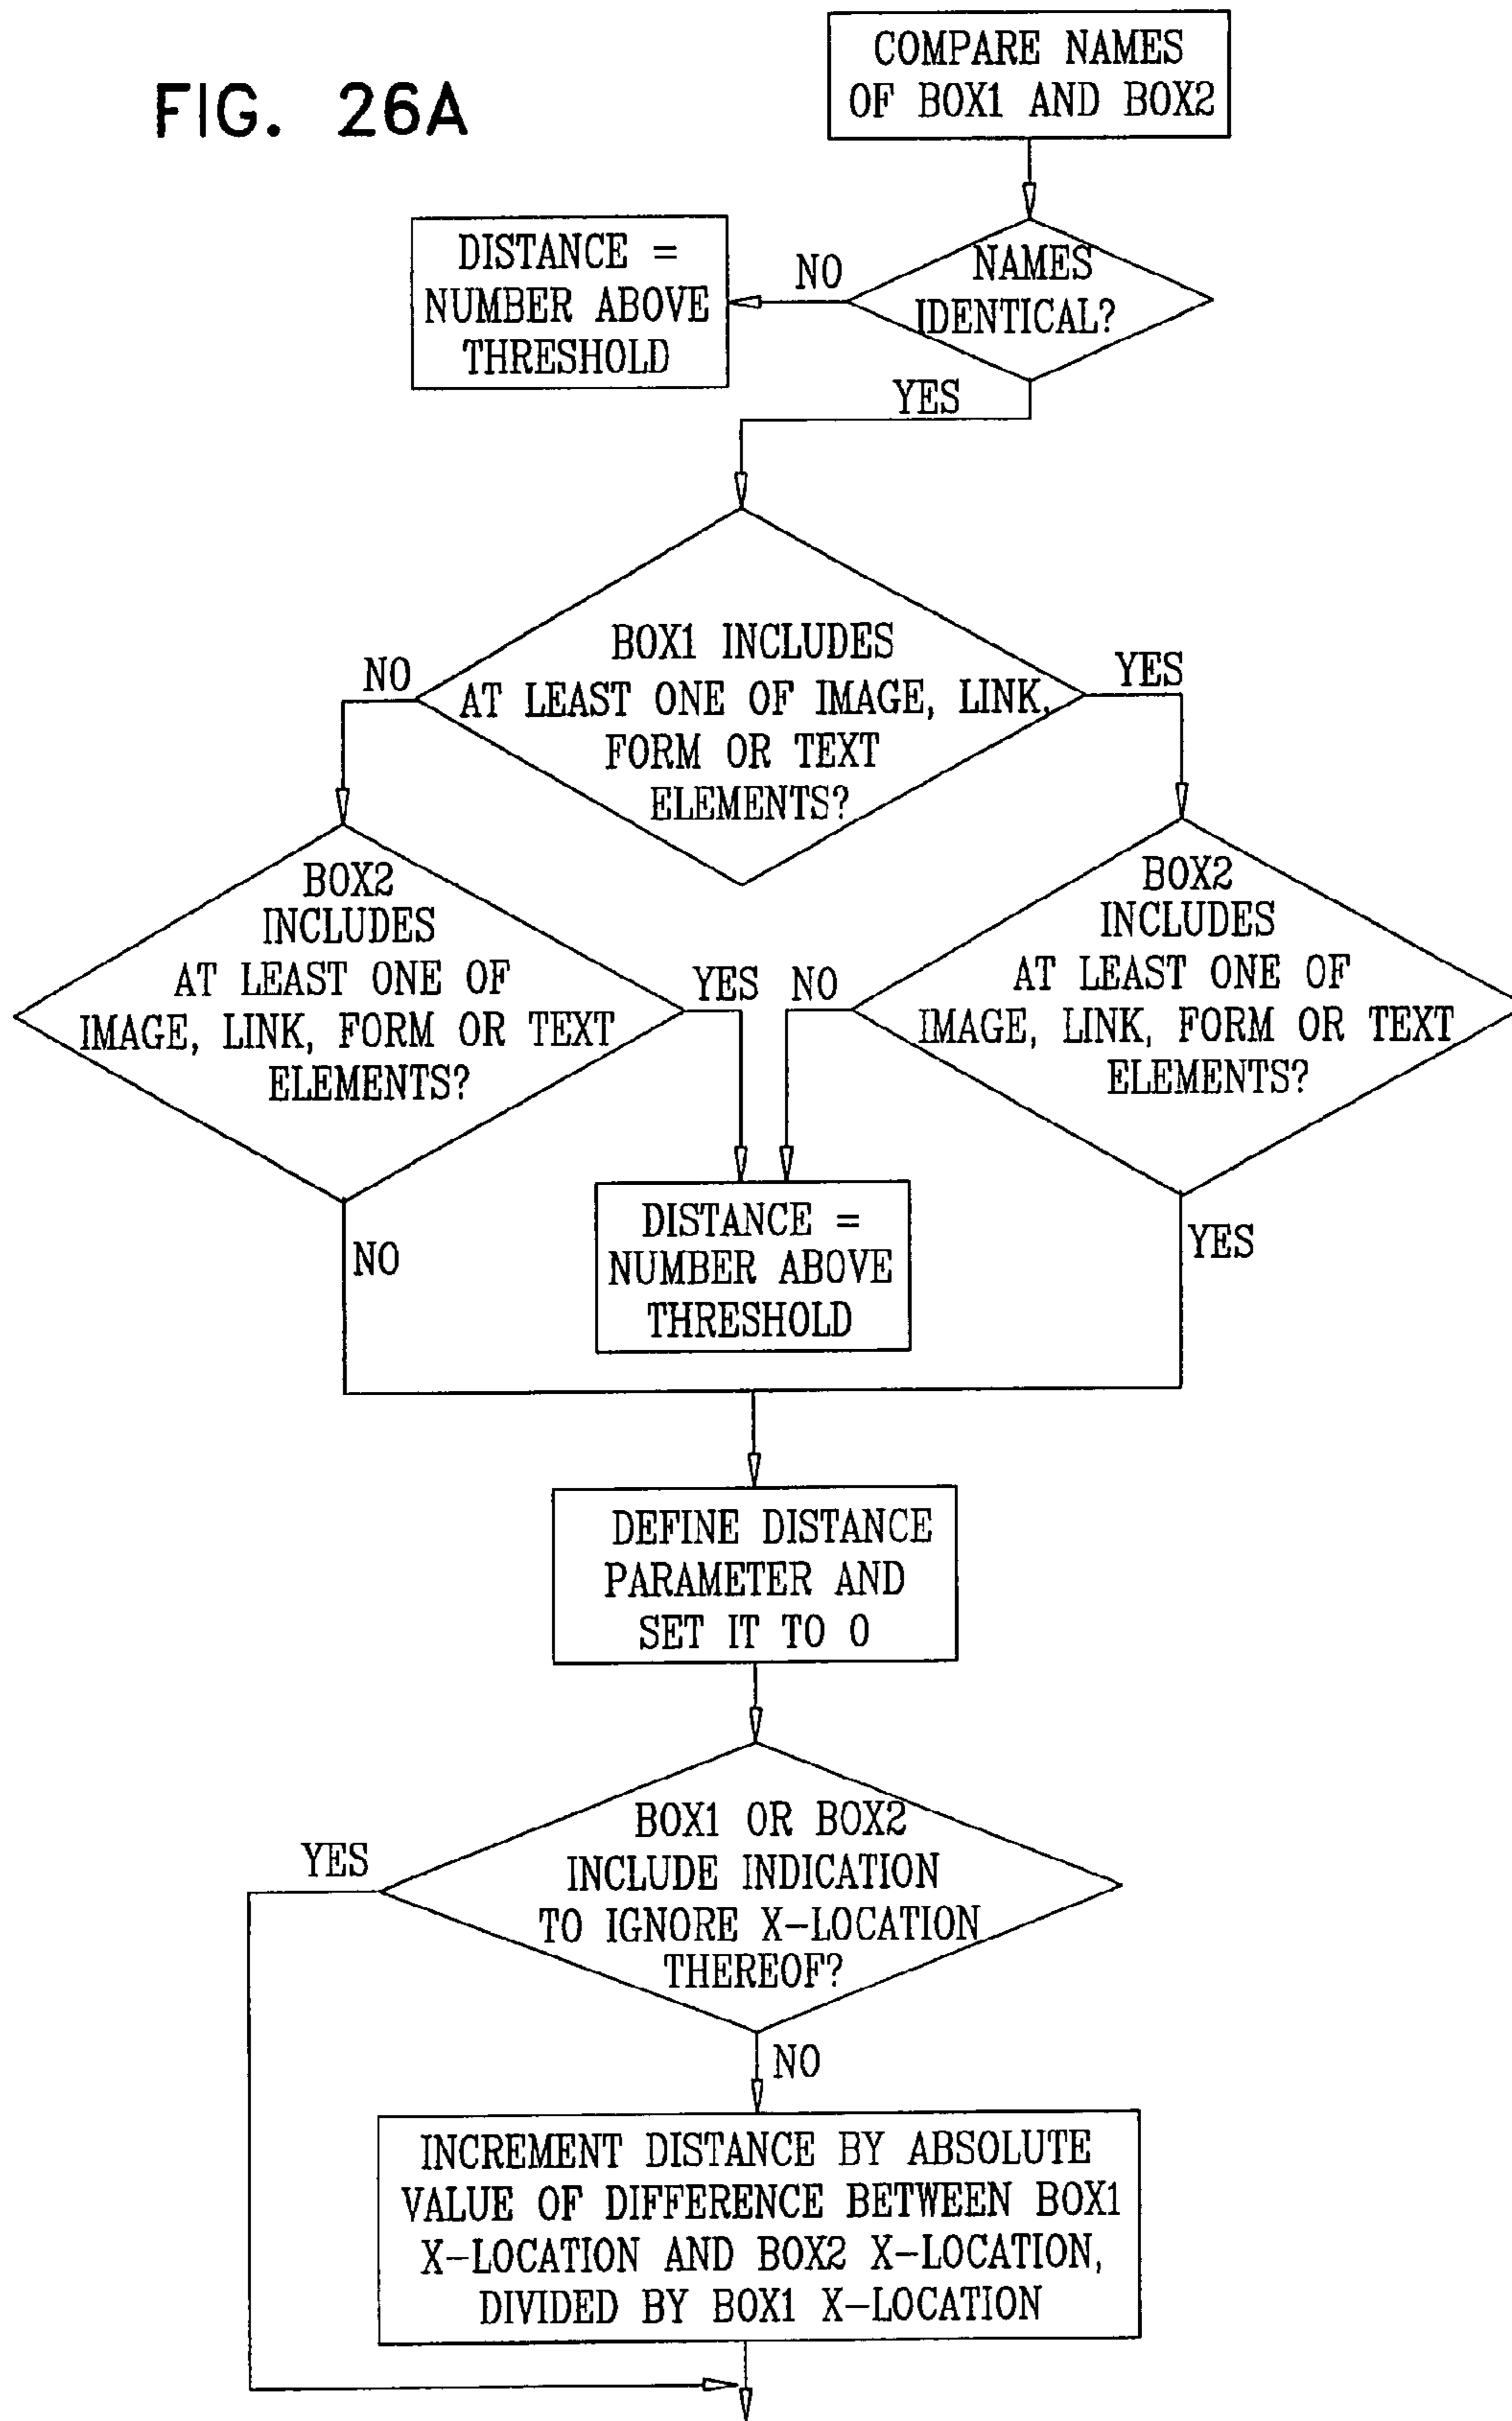 FIG. 26A
COMPARE NAMES
OF BOX1 AND BOX2
NAMES
IDENTICAL?
NO
DISTANCE =
NUMBER ABOVE
THRESHOLD
YES
BOX1 INCLUDES
AT LEAST ONE OF IMAGE, LINK,
FORM OR TEXT
ELEMENTS?
NO
YES
BOX2
INCLUDES
AT LEAST ONE OF
IMAGE, LINK, FORM OR TEXT
ELEMENTS?
YES
NO
BOX2
INCLUDES
AT LEAST ONE OF
IMAGE, LINK, FORM OR TEXT
ELEMENTS?
DISTANCE =
NUMBER ABOVE
THRESHOLD
NO
YES
DEFINE DISTANCE
PARAMETER AND
SET IT TO 0
BOX1 OR BOX2
INCLUDE INDICATION
TO IGNORE X-LOCATION
THEREOF?
YES
NO
INCREMENT DISTANCE BY ABSOLUTE
VALUE OF DIFFERENCE BETWEEN BOX1
X-LOCATION AND BOX2 X-LOCATION,
DIVIDED BY BOX1 X-LOCATION